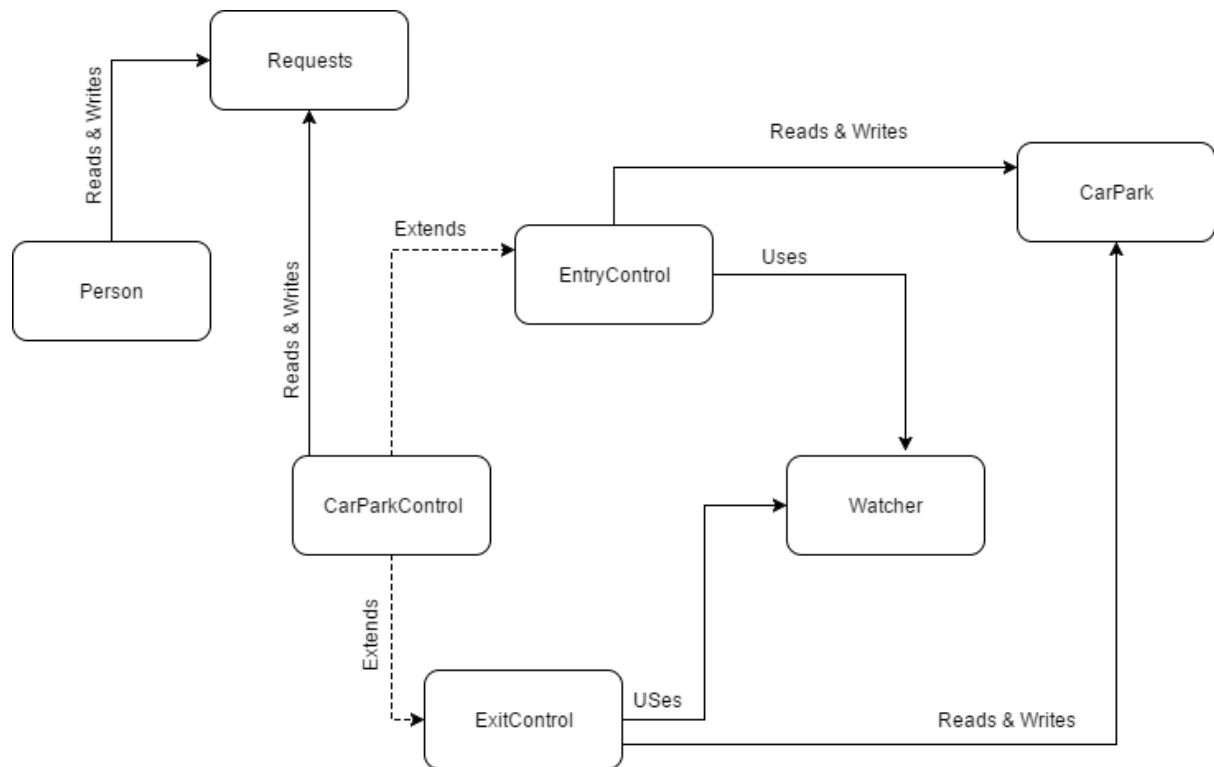 Requests
Reads & Writes
Reads & Writes
CarPark
Extends
EntryControl
Uses
Person
Reads & Writes
CarParkControl
Watcher
Extends
ExitControl
USes
Reads & Writes